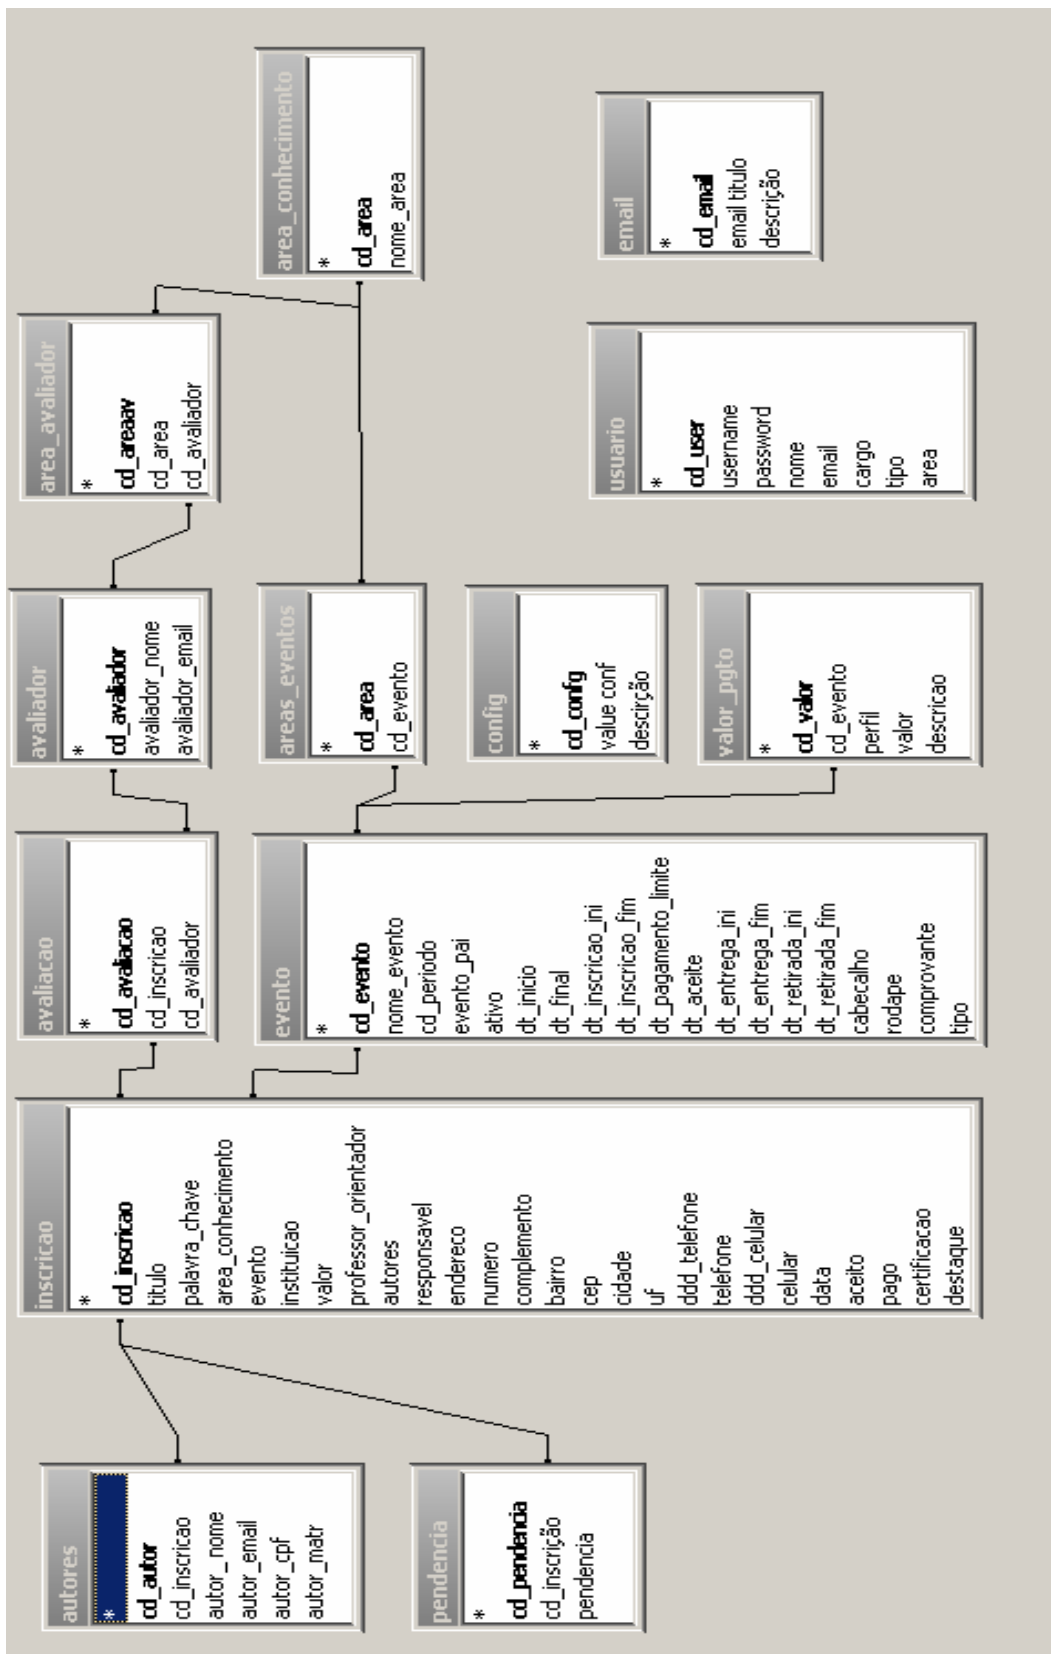 autores
*
cd_autor
cd_inscricao
autor_nome
autor_email
autor_cpf
autor_matr
pendencia
*
cd_pendencia
cd_inscrição
pendencia
inscricao
*
cd_inscricao
titulo
palavra_chave
area_conhecimento
evento
instituicao
valor
professor_orientador
autores
responsavel
endereco
numero
complemento
bairro
cep
cidade
uf
ddd_telefone
telefone
ddd_celular
celular
data
aceito
pago
certificacao
destaque
avaliacao
*
cd_avaliacao
cd_inscricao
cd_avaliador
evento
*
cd_evento
nome_evento
cd_periodo
evento_pai
ativo
dt_inicio
dt_final
dt_inscricao_ini
dt_inscricao_fim
dt_pagamento_limite
dt_aceite
dt_entrega_ini
dt_entrega_fim
dt_retirada_ini
dt_retirada_fim
cabecalho
rodape
comprovante
tipo
avaliador
*
cd_avaliador
avaliador_nome
avaliador_email
areas_eventos
*
cd_area
cd_evento
config
*
cd_config
value conf
descirção
valor_pgto
*
cd_valor
cd_evento
perfil
valor
descricao
area_avaliador
*
cd_areaav
cd_area
cd_avaliador
usuario
*
cd_user
username
password
nome
email
cargo
tipo
area
area_conhecimento
*
cd_area
nome_area
email
*
cd_email
email titulo
descrição